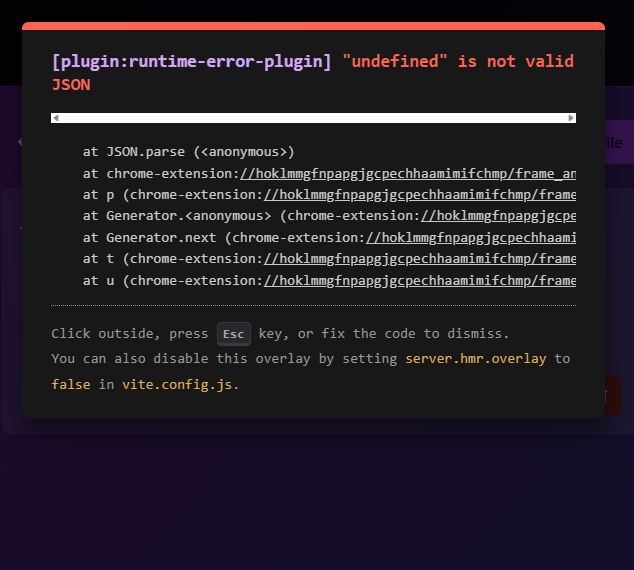 [plugin:runtime-error-plugin] "undefined" is not valid
JSON
at JSON.parse (<anonymous>)
at chrome-extension://hoklmmgfnpapgjgcpechhaamimifchmp/frame_an
at p (chrome-extension://hoklmmgfnpapgjgcpechhaamimifchmp/frame
at Generator.<anonymous> (chrome-extension://hoklmmgfnpapgjgcpe
at Generator.next (chrome-extension://hoklmmgfnpapgjgcpechhaami
at t (chrome-extension://hoklmmgfnpapgjgcpechhaamimifchmp/frame
at u (chrome-extension://hoklmmgfnpapgjgcpechhaamimifchmp/frame
Click outside, press Esc key, or fix the code to dismiss.
You can also disable this overlay by setting server.hmr.overlay to
false in vite.config.js.
file